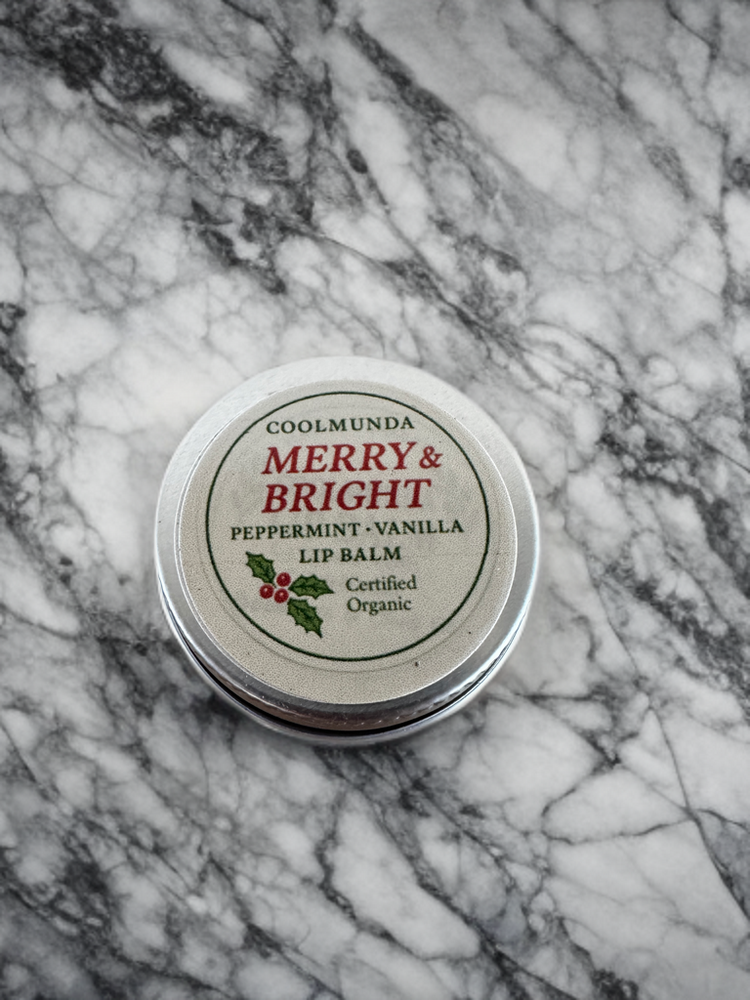 COOLMUNDA
MERRY &
BRIGHT
PEPPERMINT · VANILLA
LIP BALM
Certified
Organic